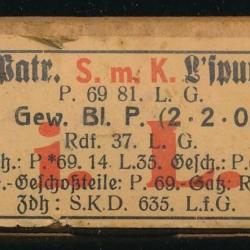 Patr. S. m. K. L'spur
P. 69 81. L. G.
Gew. Bl. P. (2·2·0
Rdf. 37. L. G.
h.: P.*69. 14 L.35. Gesch.: P.6
.-Geschoßteile: P. 69.-Satz: R
Zdh: S.K.D. 635. L.f.G.
i. L.